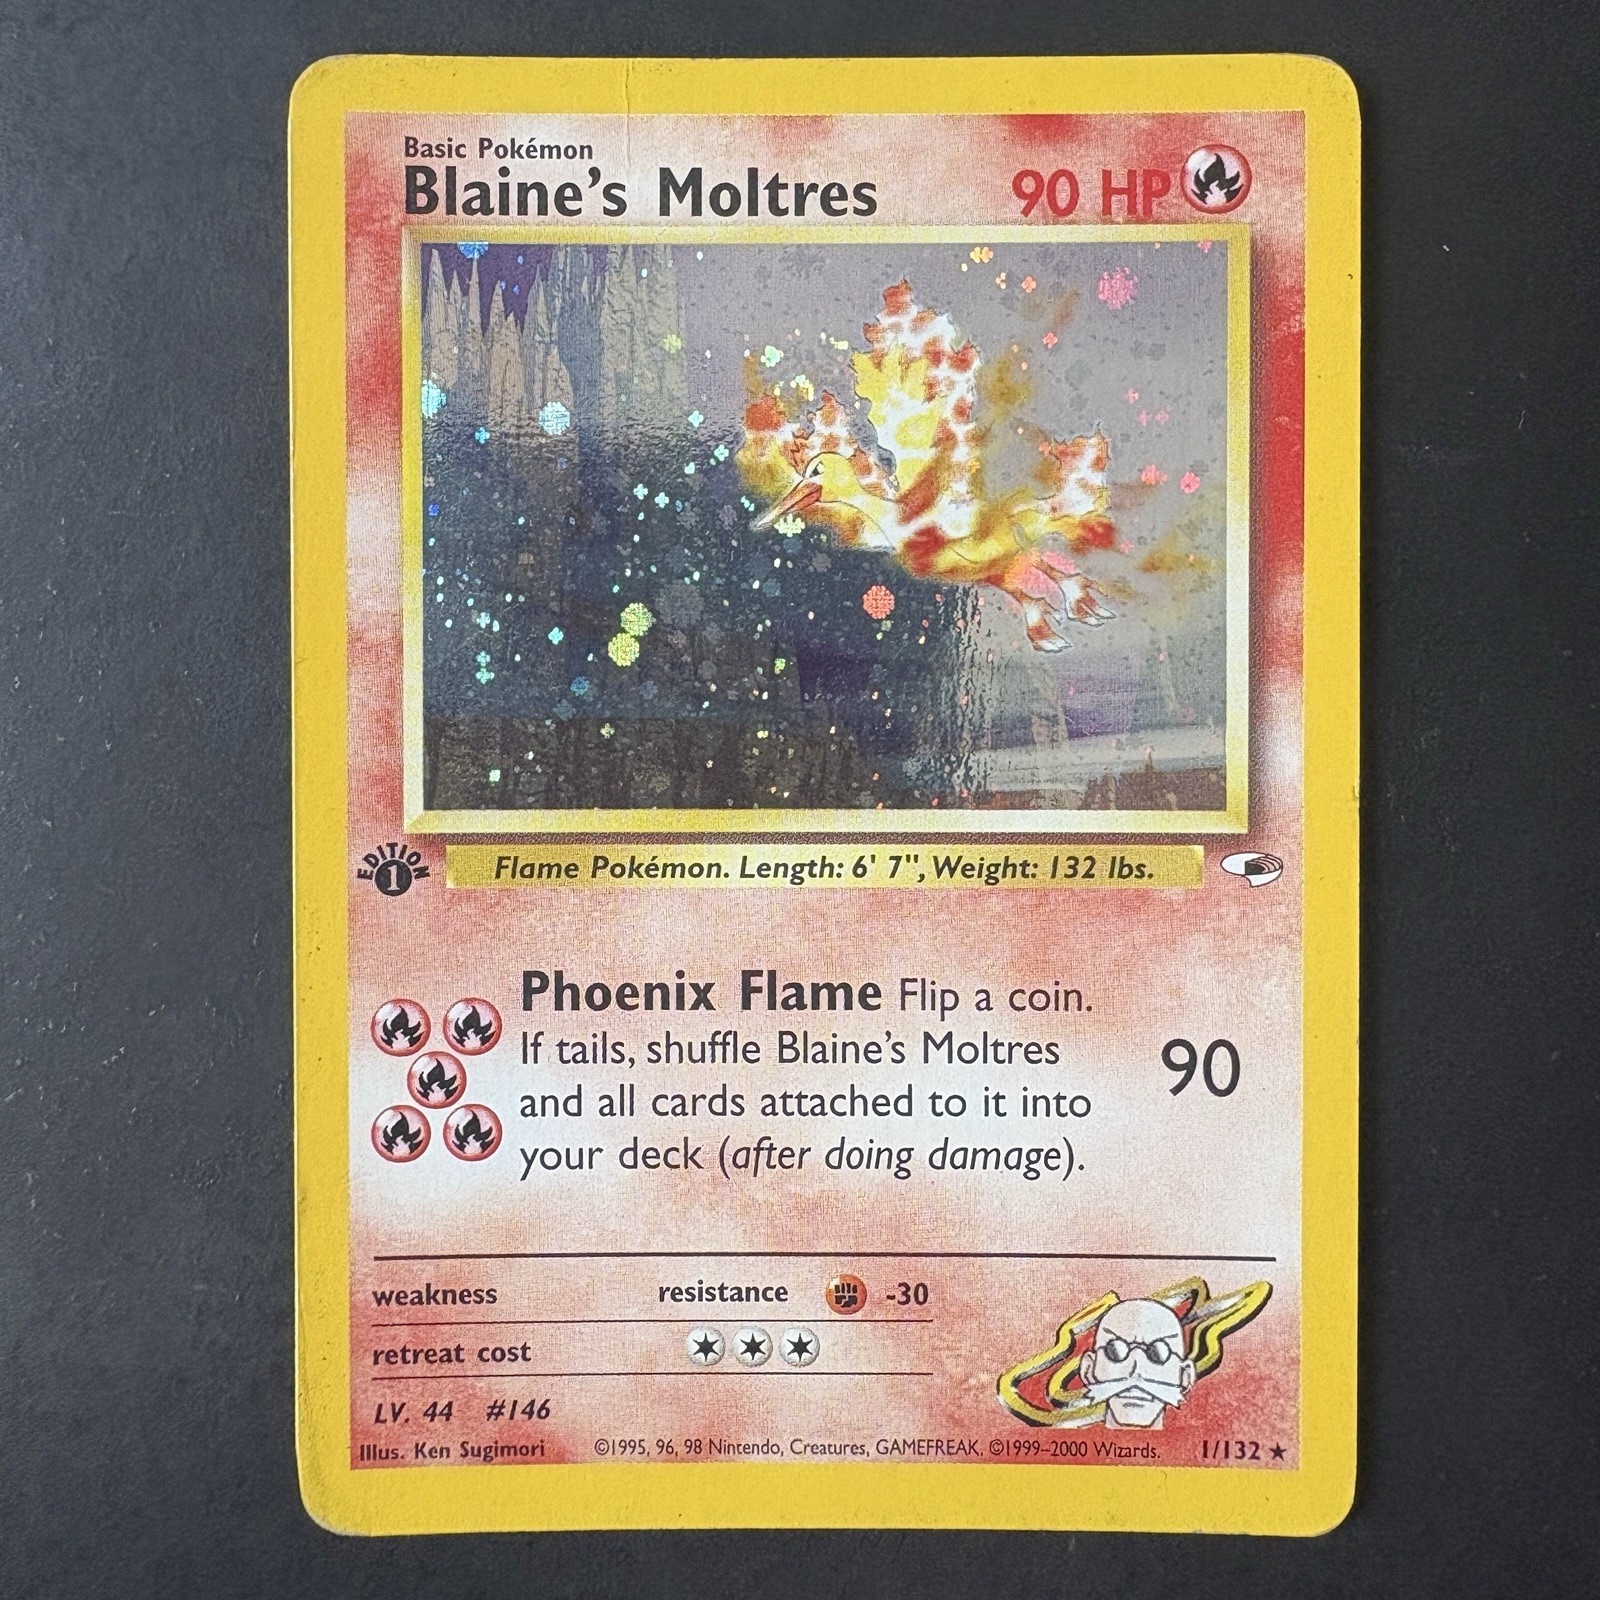 Basic Pokémon
Blaine's Moltres 90 HP
EDITION 1
Flame Pokémon. Length: 6' 7", Weight: 132 lbs.
Phoenix Flame Flip a coin.
If tails, shuffle Blaine's Moltres
and all cards attached to it into
your deck (after doing damage).
90
weakness resistance -30
retreat cost
LV. 44 #146
Illus. Ken Sugimori ©1995, 96, 98 Nintendo, Creatures, GAMEFREAK. ©1999–2000 Wizards. 1/132 ★